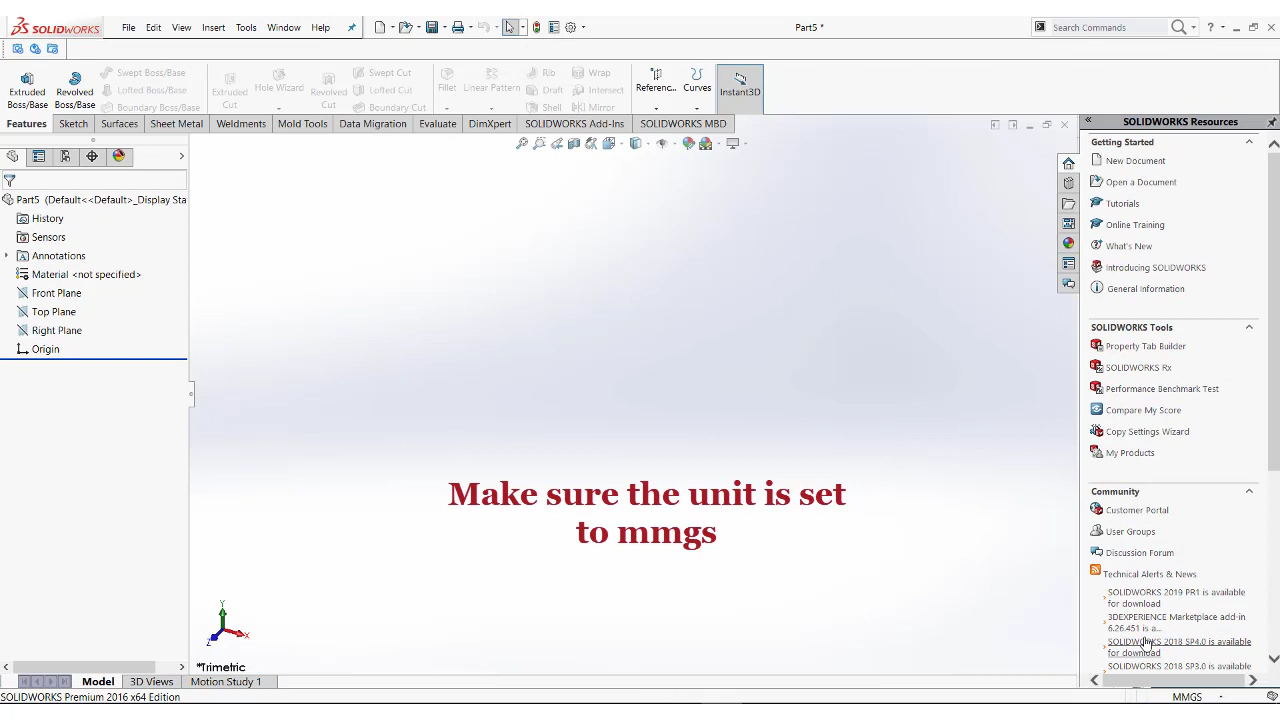 SOLIDWORKS File Edit View Insert Tools Window Help Part5 * Search Commands ?
Extruded Boss/Base
Revolved Boss/Base
Swept Boss/Base
Lofted Boss/Base
Boundary Boss/Base
Extruded Cut
Hole Wizard
Revolved Cut
Swept Cut
Lofted Cut
Boundary Cut
Fillet
Linear Pattern
Rib
Draft
Shell
Wrap
Intersect
Mirror
Referenc...
Curves
Instant3D
Features Sketch Surfaces Sheet Metal Weldments Mold Tools Data Migration Evaluate DimXpert SOLIDWORKS Add-Ins SOLIDWORKS MBD
Part5 (Default<<Default>_Display Sta
History
Sensors
Annotations
Material <not specified>
Front Plane
Top Plane
Right Plane
Origin
Make sure the unit is set
to mmgs
Y
X
Z
*Trimetric
SOLIDWORKS Resources
Getting Started
New Document
Open a Document
Tutorials
Online Training
What's New
Introducing SOLIDWORKS
General Information
SOLIDWORKS Tools
Property Tab Builder
SOLIDWORKS Rx
Performance Benchmark Test
Compare My Score
Copy Settings Wizard
My Products
Community
Customer Portal
User Groups
Discussion Forum
Technical Alerts & News
SOLIDWORKS 2019 PR1 is available
for download
3DEXPERIENCE Marketplace add-in
6.26.451 is a...
SOLIDWORKS 2018 SP4.0 is available
for download
SOLIDWORKS 2018 SP3.0 is available
Model 3D Views Motion Study 1
SOLIDWORKS Premium 2016 x64 Edition MMGS